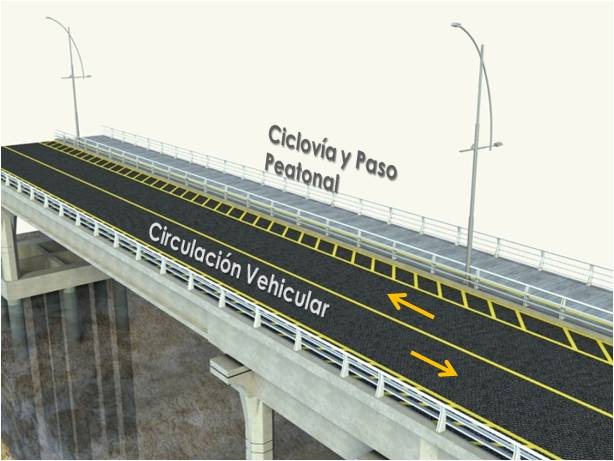 Ciclovía y Paso
Peatonal
Circulación Vehicular